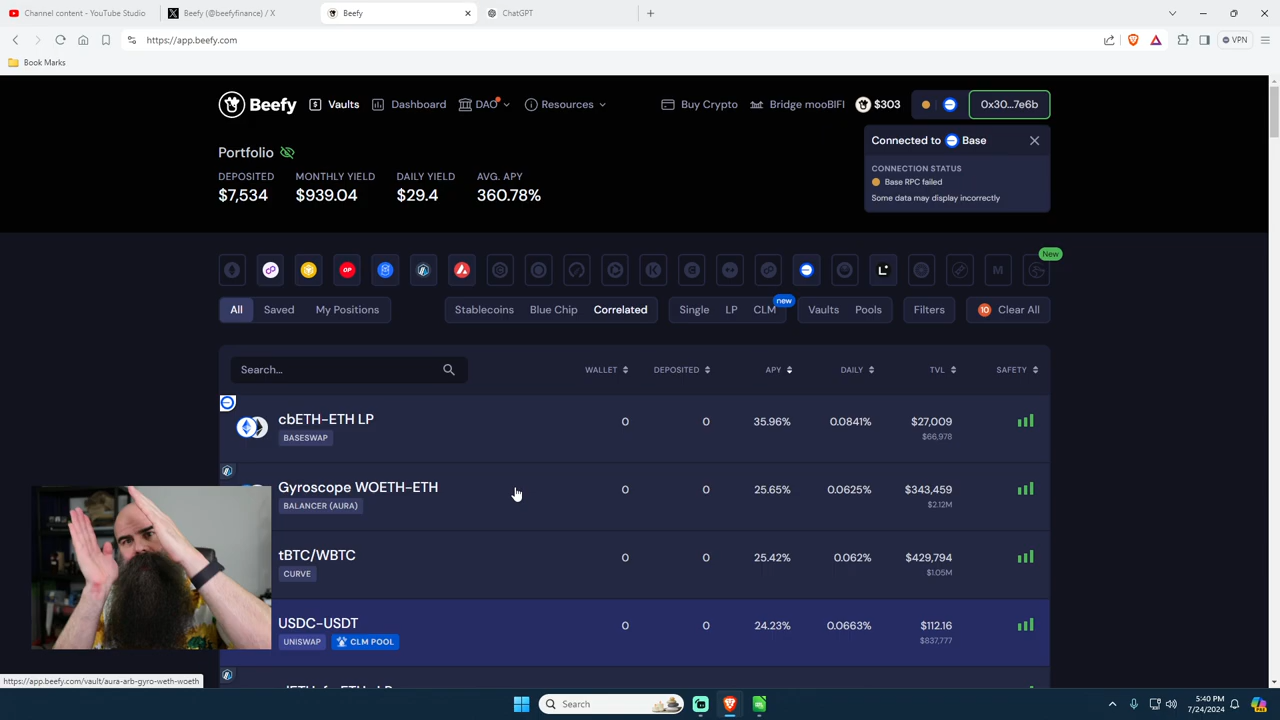 Channel content - YouTube Studio
Beefy (@beefyfinance) / X
Beefy
ChatGPT
https://app.beefy.com
VPN
Book Marks
Beefy
Vaults
Dashboard
DAO
Resources
Buy Crypto
Bridge mooBIFI
$303
0x30...7e6b
Connected to Base
CONNECTION STATUS
Base RPC failed
Some data may display incorrectly
Portfolio
DEPOSITED MONTHLY YIELD DAILY YIELD AVG. APY
$7,534 $939.04 $29.4 360.78%
New
All Saved My Positions Stablecoins Blue Chip Correlated Single LP CLM new Vaults Pools Filters 10 Clear All
Search... WALLET DEPOSITED APY DAILY TVL SAFETY
cbETH-ETH LP 0 0 35.96% 0.0841% $27,009
BASESWAP $66,978
Gyroscope WOETH-ETH 0 0 25.65% 0.0625% $343,459
BALANCER (AURA) $2.12M
tBTC/WBTC 0 0 25.42% 0.062% $429,794
CURVE $1.05M
USDC-USDT 0 0 24.23% 0.0663% $112.16
UNISWAP CLM POOL $837,777
https://app.beefy.com/vault/aura-arb-gyro-weth-woeth
Search
5:40 PM
7/24/2024